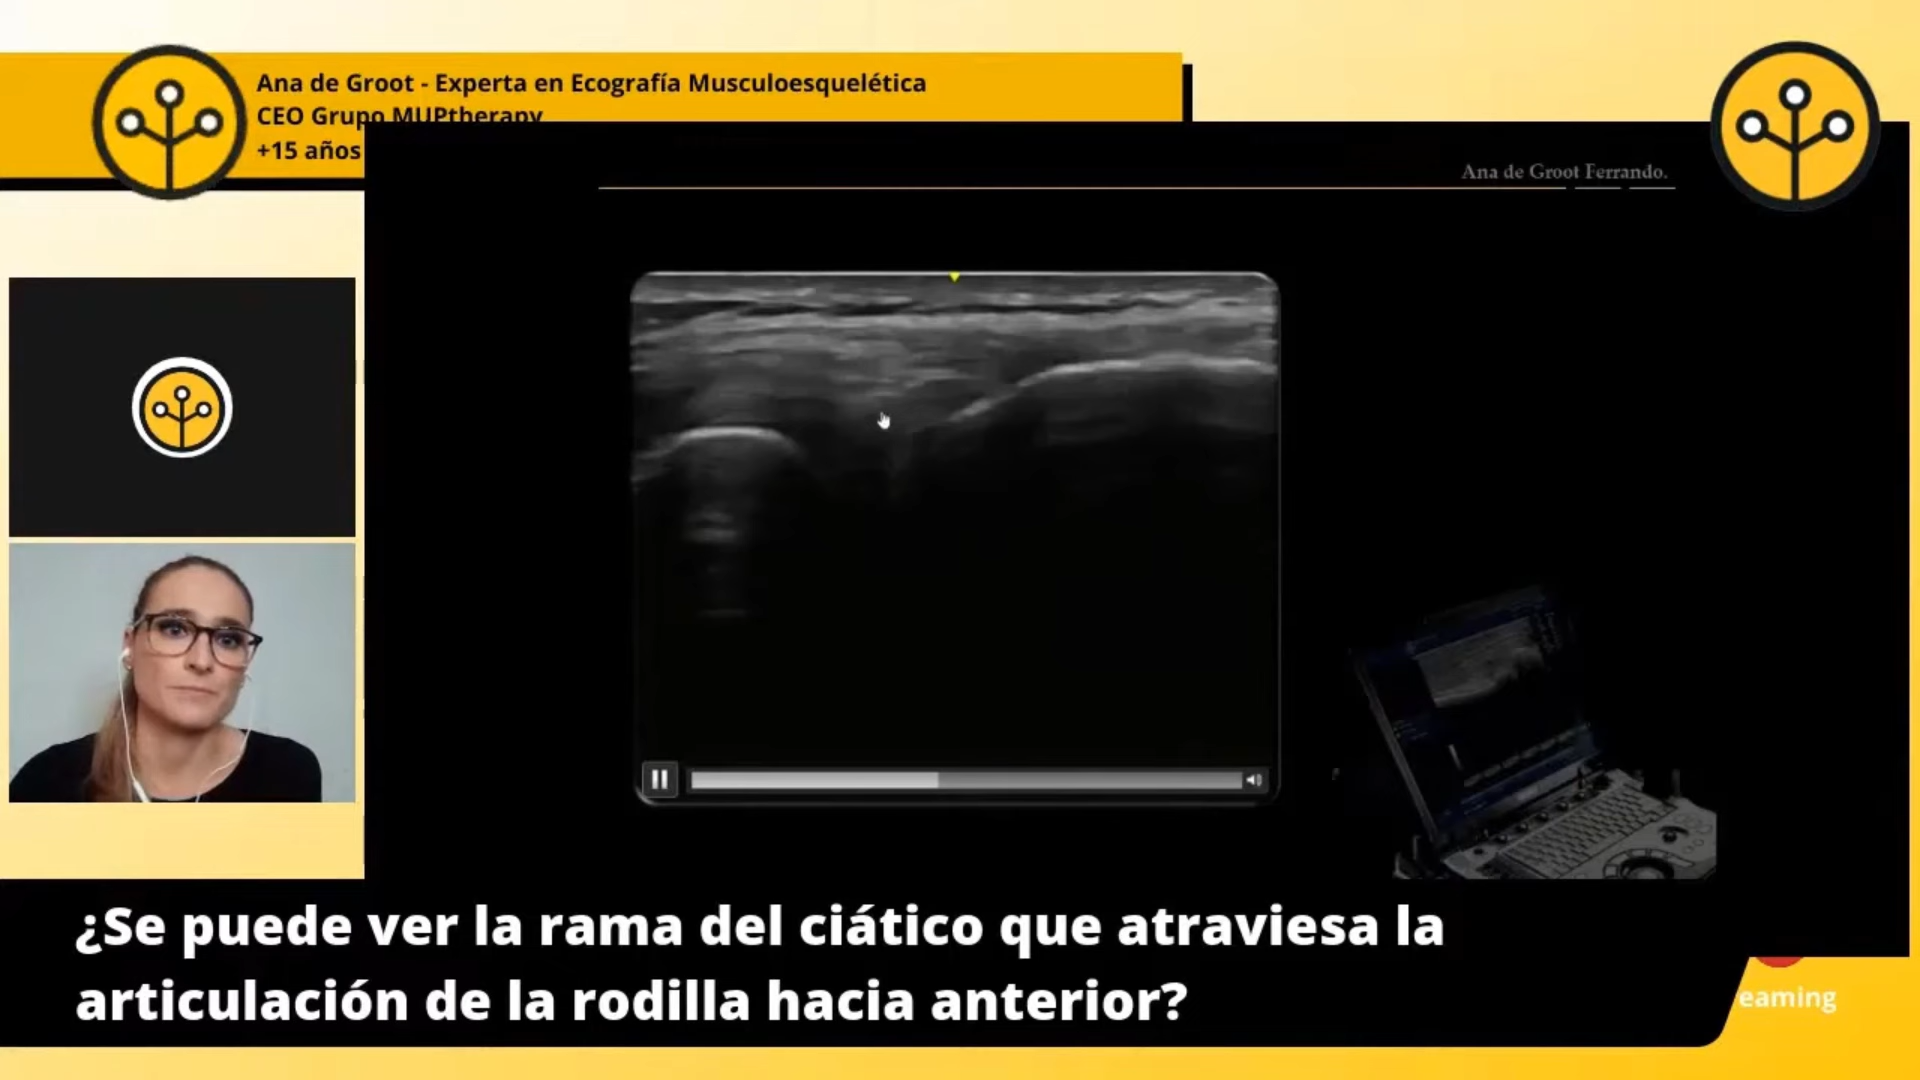 Ana de Groot - Experta en Ecografía Musculoesquelética
CEO Grupo MUPtherapy
+15 años
Ana de Groot Ferrando.
¿Se puede ver la rama del ciático que atraviesa la
articulación de la rodilla hacia anterior?
eaming